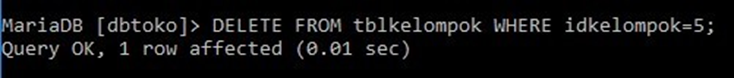 MariaDB [dbtoko]> DELETE FROM tblkelompok WHERE idkelompok=5;
Query OK, 1 row affected (0.01 sec)